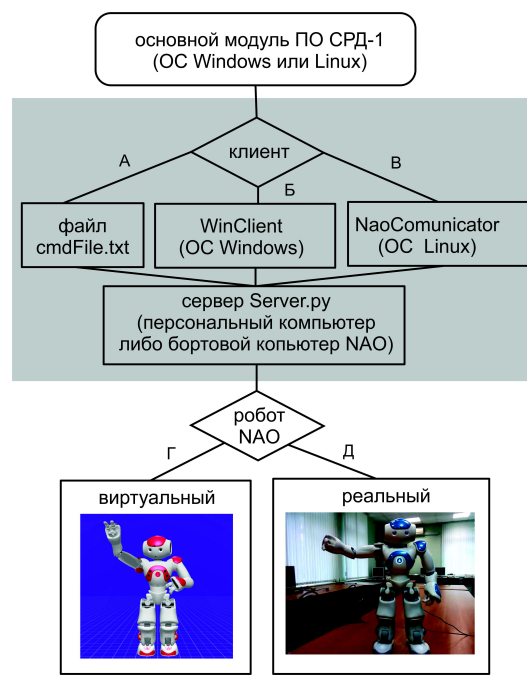 основной модуль ПО СРД-1
(ОС Windows или Linux)
клиент
А
Б
В
файл
cmdFile.txt
WinClient
(ОС Windows)
NaoComunicator
(ОС Linux)
сервер Server.py
(персональный компьютер
либо бортовой копьютер NAO)
робот
NAO
Г
Д
виртуальный
реальный